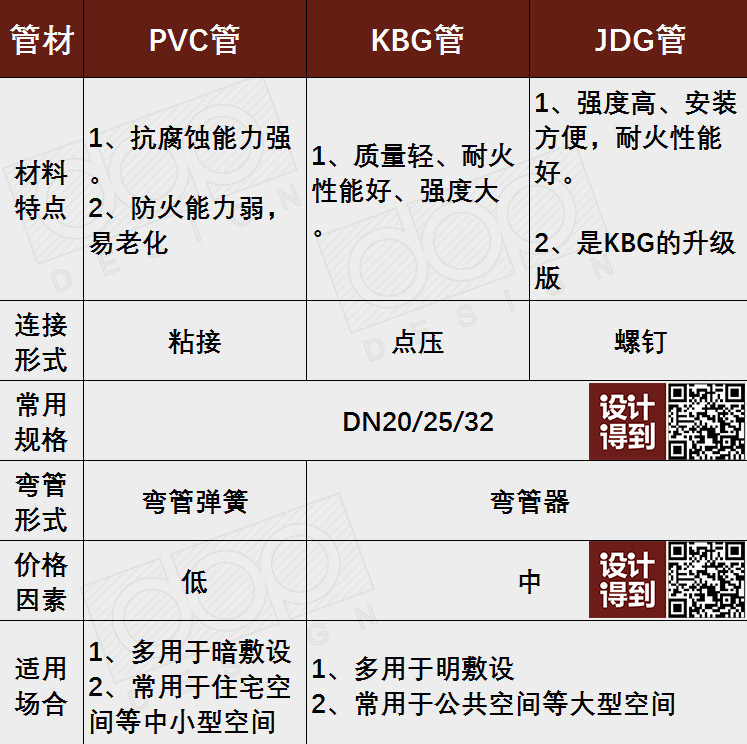 管材
PVC管
KBG管
JDG管
材料
特点
1、抗腐蚀能力强
。
2、防火能力弱，
易老化
1、质量轻、耐火
性能好、强度大
。
1、强度高、安装
方便，耐火性能
好。
2、是KBG的升级
版
连接
形式
粘接
点压
螺钉
常用
规格
DN20/25/32
设计
得到
弯管
形式
弯管弹簧
弯管器
价格
因素
低
中
设计
得到
适用
场合
1、多用于暗敷设
2、常用于住宅空
间等中小型空间
1、多用于明敷设
2、常用于公共空间等大型空间
DESIGN
DESIGN
DESIGN